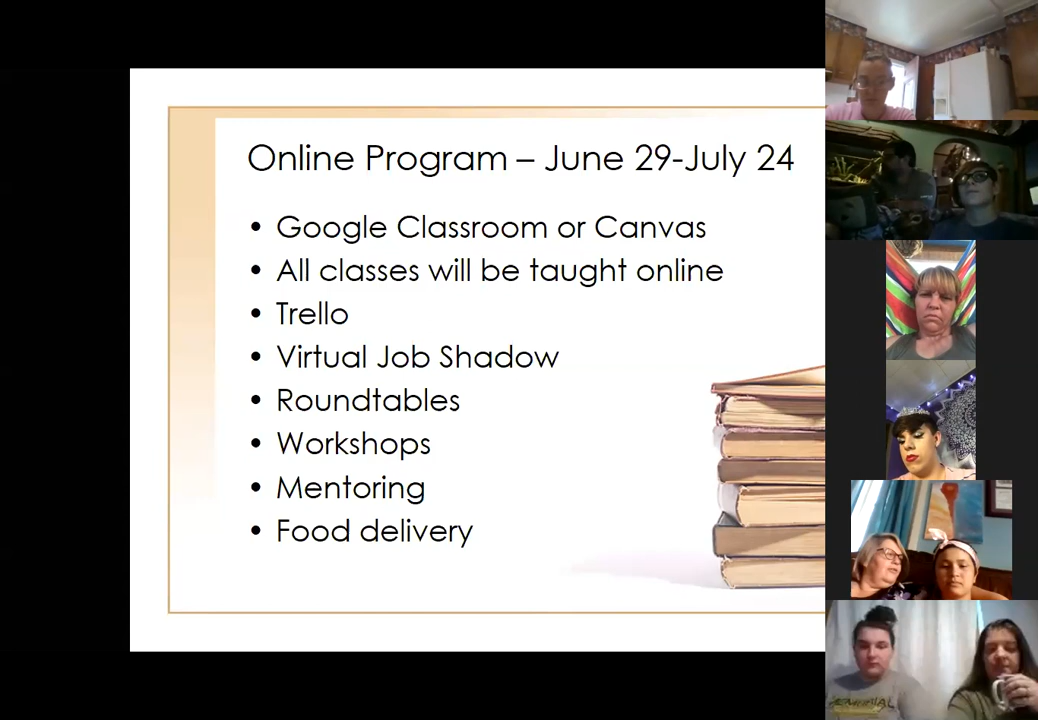 Online Program – June 29-July 24
• Google Classroom or Canvas
• All classes will be taught online
• Trello
• Virtual Job Shadow
• Roundtables
• Workshops
• Mentoring
• Food delivery